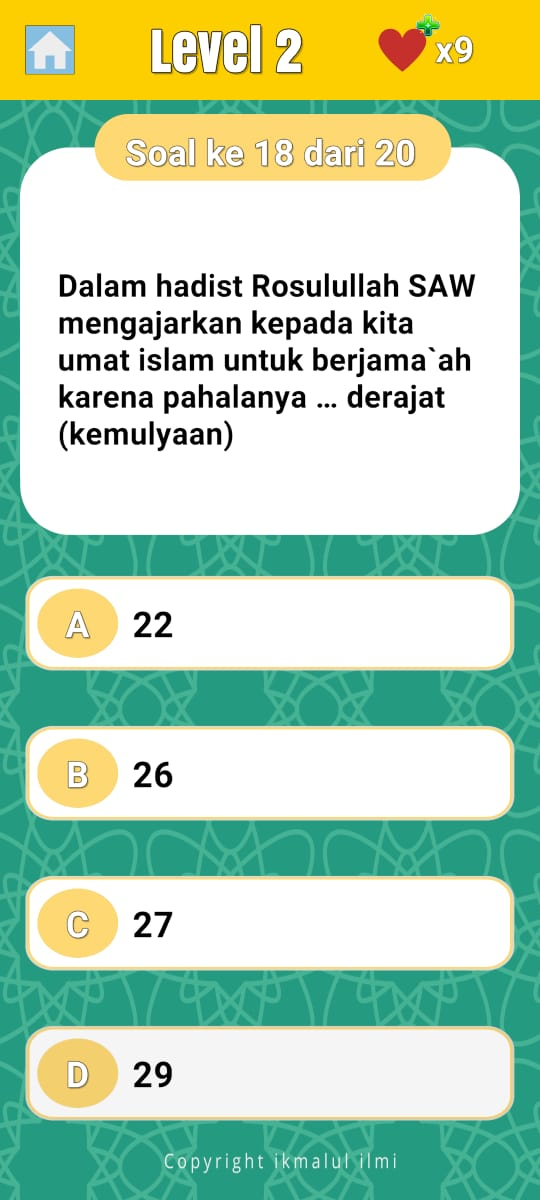 Level 2
x9
Soal ke 18 dari 20
Dalam hadist Rosulullah SAW
mengajarkan kepada kita
umat islam untuk berjama`ah
karena pahalanya ... derajat
(kemulyaan)
A 22
B 26
C 27
D 29
Copyright ikmalul ilmi